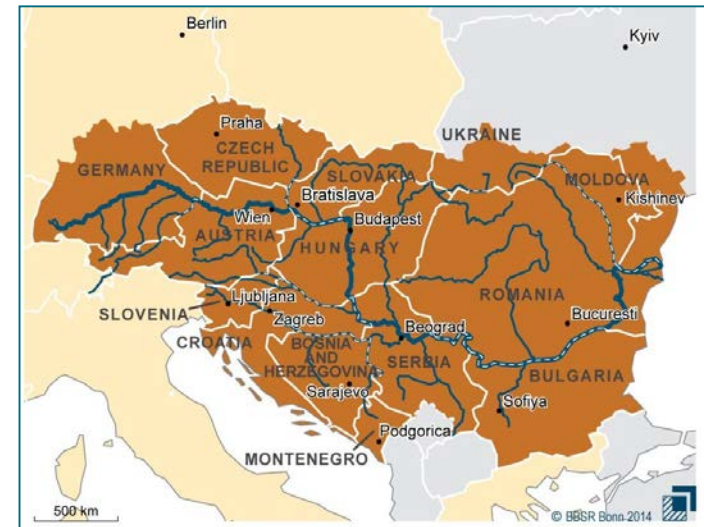 Berlin
Kyiv
Praha
UKRAINE
CZECH
REPUBLIC
GERMANY
SLOVAKIA
MOLDOVA
Bratislava
Kishinev
Wien
Budapest
AUSTRIA
HUNGARY
Ljubljana
ROMANIA
SLOVENIA
Zagreb
Bucuresti
Beograd
CROATIA
BOSNIA
AND
HERZEGOVINA
SERBIA
BULGARIA
Sarajevo
Sofiya
Podgorica
MONTENEGRO
500 km
© BBSR Bonn 2014